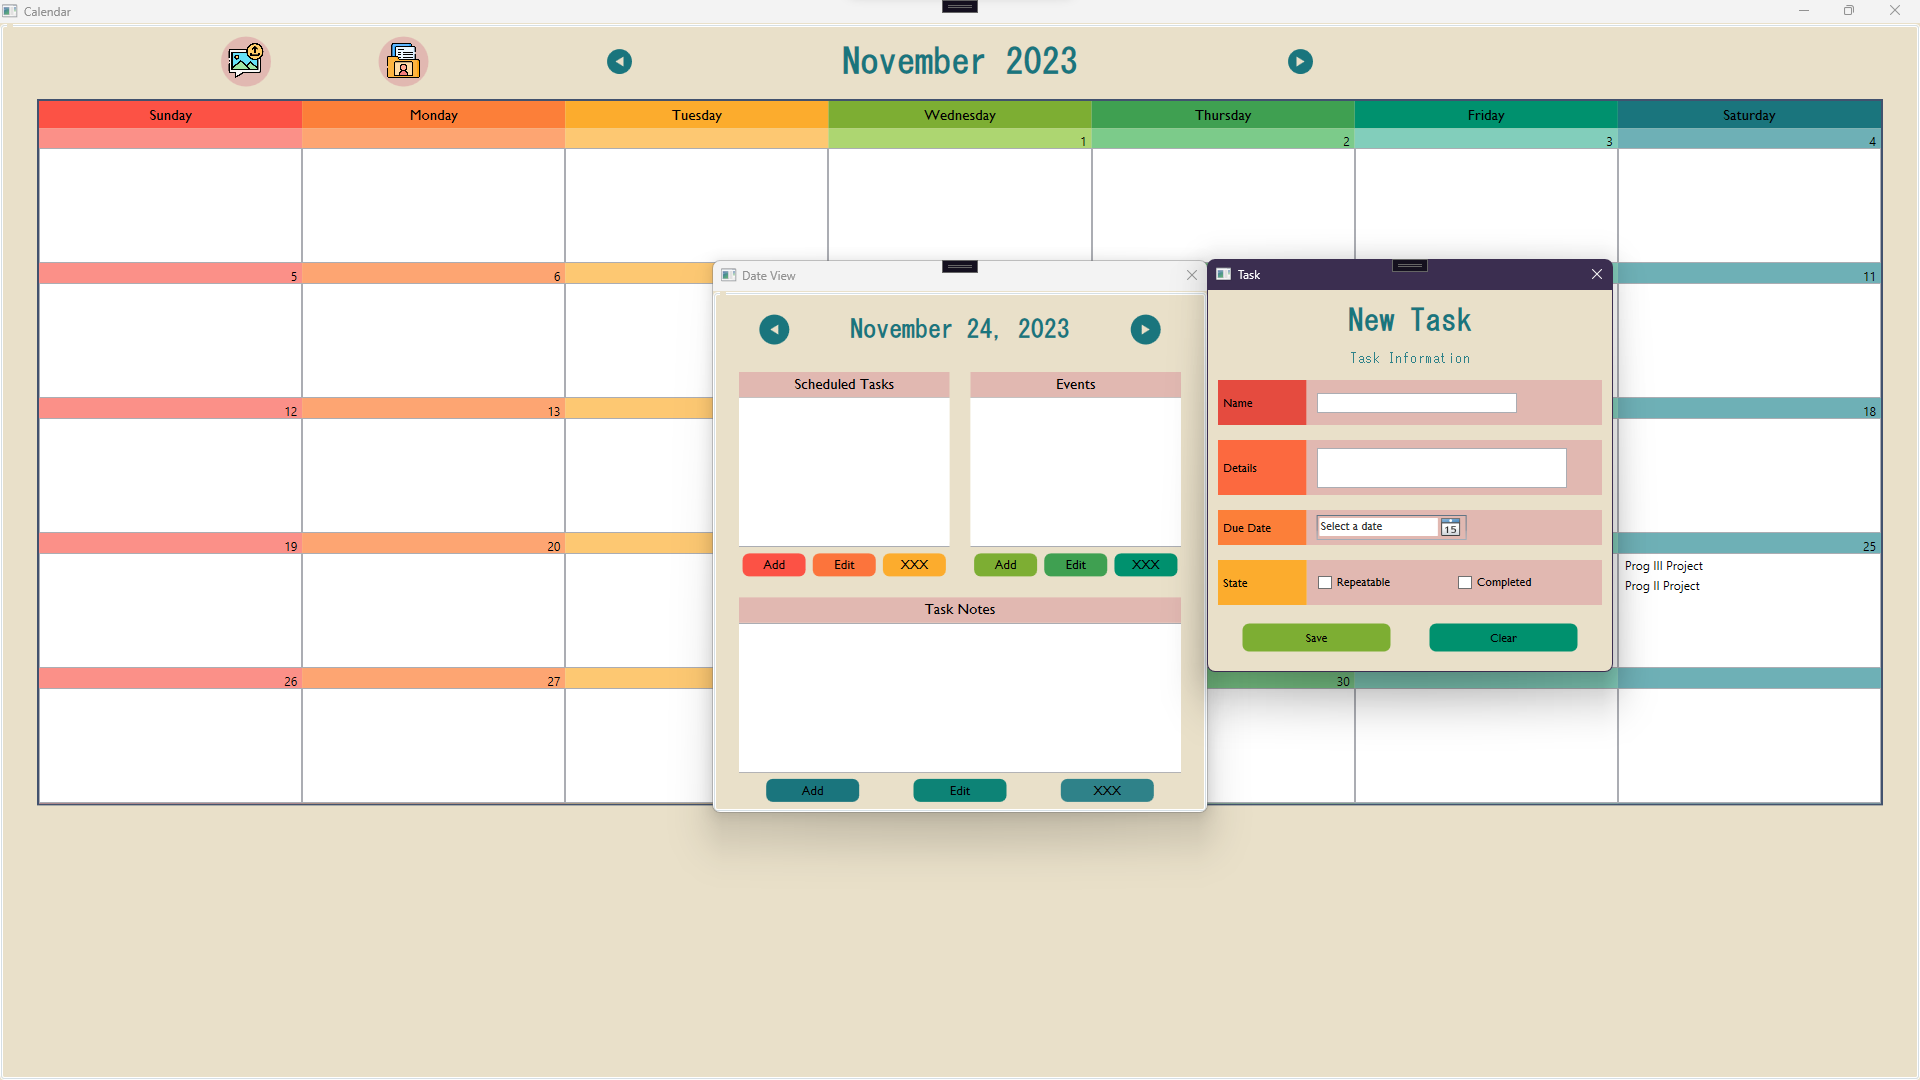 Calendar
November 2023
Sunday Monday Tuesday Wednesday Thursday Friday Saturday
1 2 3 4
5 6 11
12 13 18
19 20 25
Prog III Project
Prog II Project
26 27 30
Date View
November 24, 2023
Scheduled Tasks
Events
Add Edit XXX
Add Edit XXX
Task Notes
Add Edit XXX
Task
New Task
Task Information
Name
Details
Due Date
Select a date
15
State
Repeatable
Completed
Save
Clear